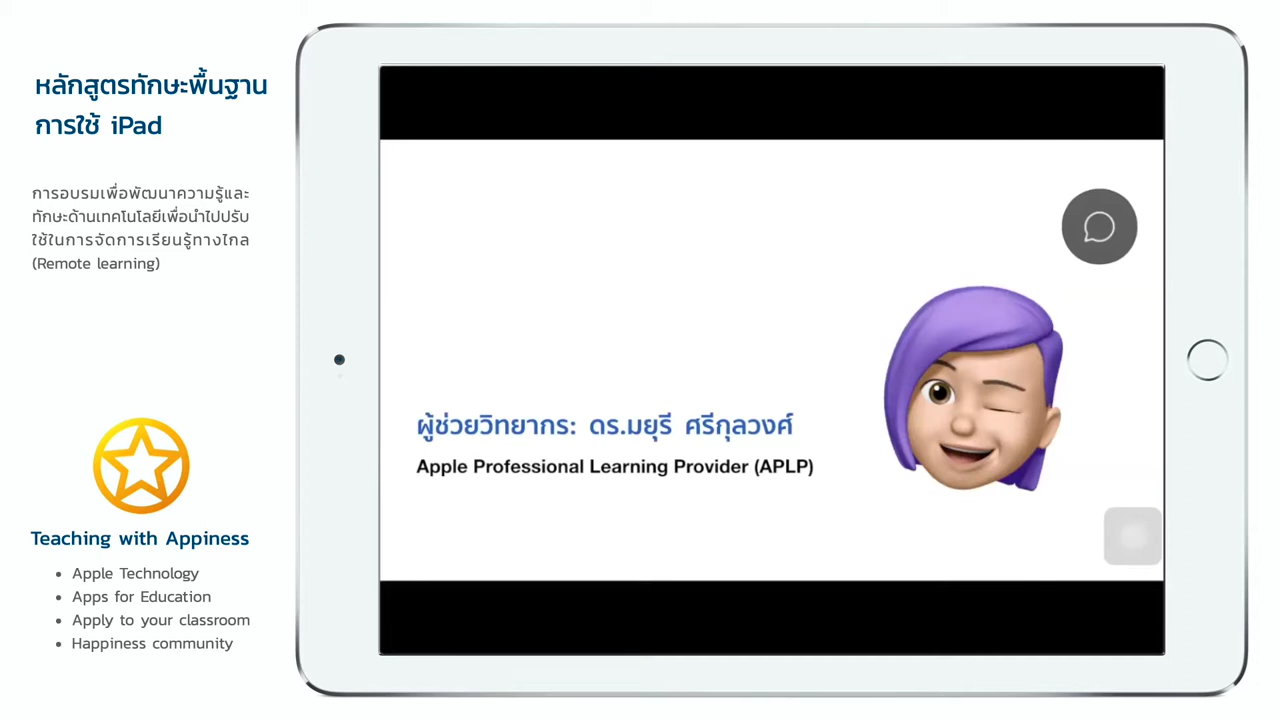 หลักสูตรทักษะพื้นฐาน
การใช้ iPad
การอบรมเพื่อพัฒนาความรู้และ
ทักษะด้านเทคโนโลยีเพื่อนำไปปรับ
ใช้ในการจัดการเรียนรู้ทางไกล
(Remote learning)
Teaching with Appiness
• Apple Technology
• Apps for Education
• Apply to your classroom
• Happiness community
ผู้ช่วยวิทยากร: ดร.มยุรี ศรีกุลวงศ์
Apple Professional Learning Provider (APLP)